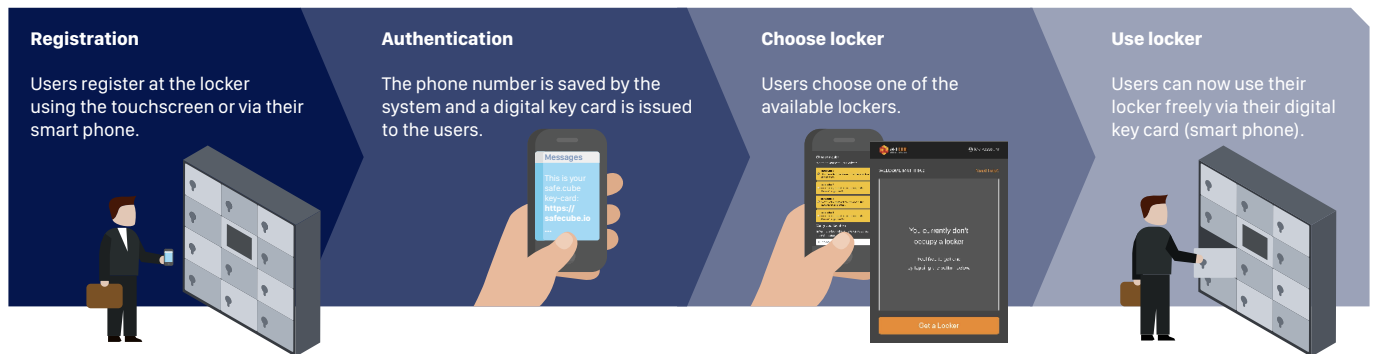 Registration
Users register at the locker
using the touchscreen or via their
smart phone.
Authentication
The phone number is saved by the
system and a digital key card is issued
to the users.
Messages
This is your
safe.cube
key-card:
https://
safecube.io
...
Choose locker
Users choose one of the
available lockers.
You currently don't
occupy a locker
Get a Locker
Use locker
Users can now use their
locker freely via their digital
key card (smart phone).